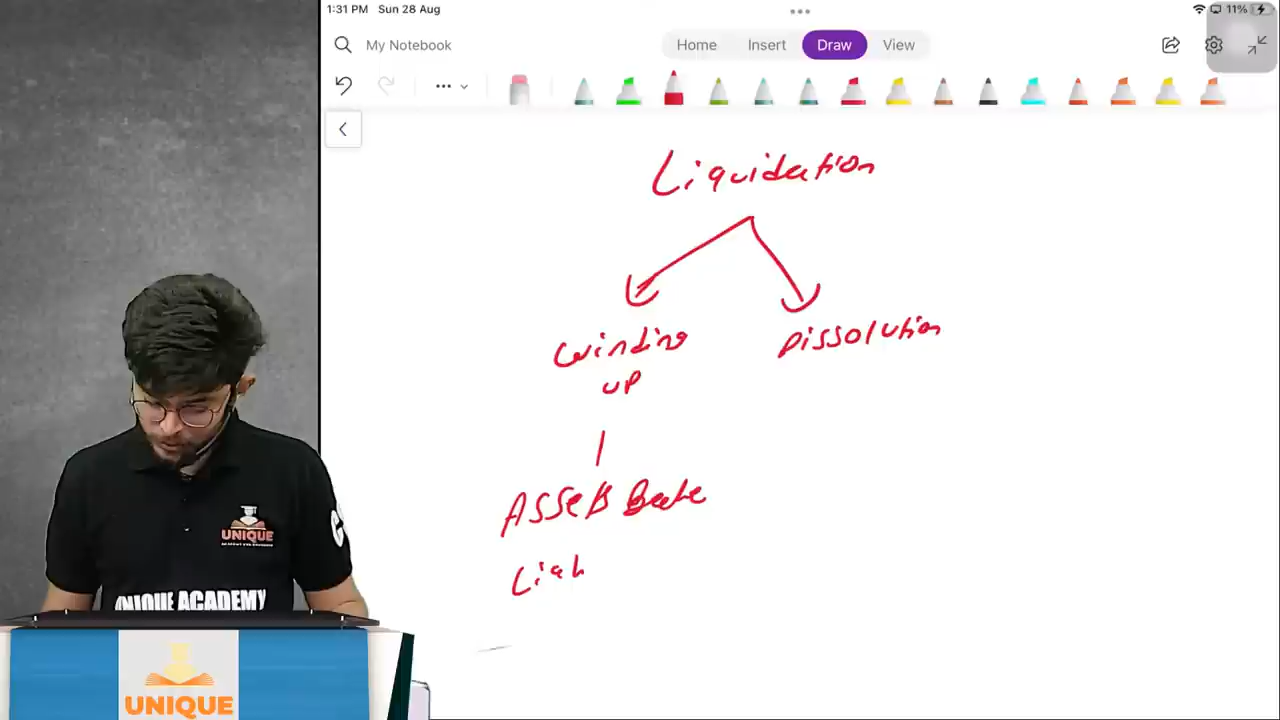 1:31 PM Sun 28 Aug
11%
My Notebook
Home Insert Draw View
Liquidation
Winding Dissolution
up
Assets Beche
Liab
UNIQUE
UNIQUE ACADEMY
UNIQUE